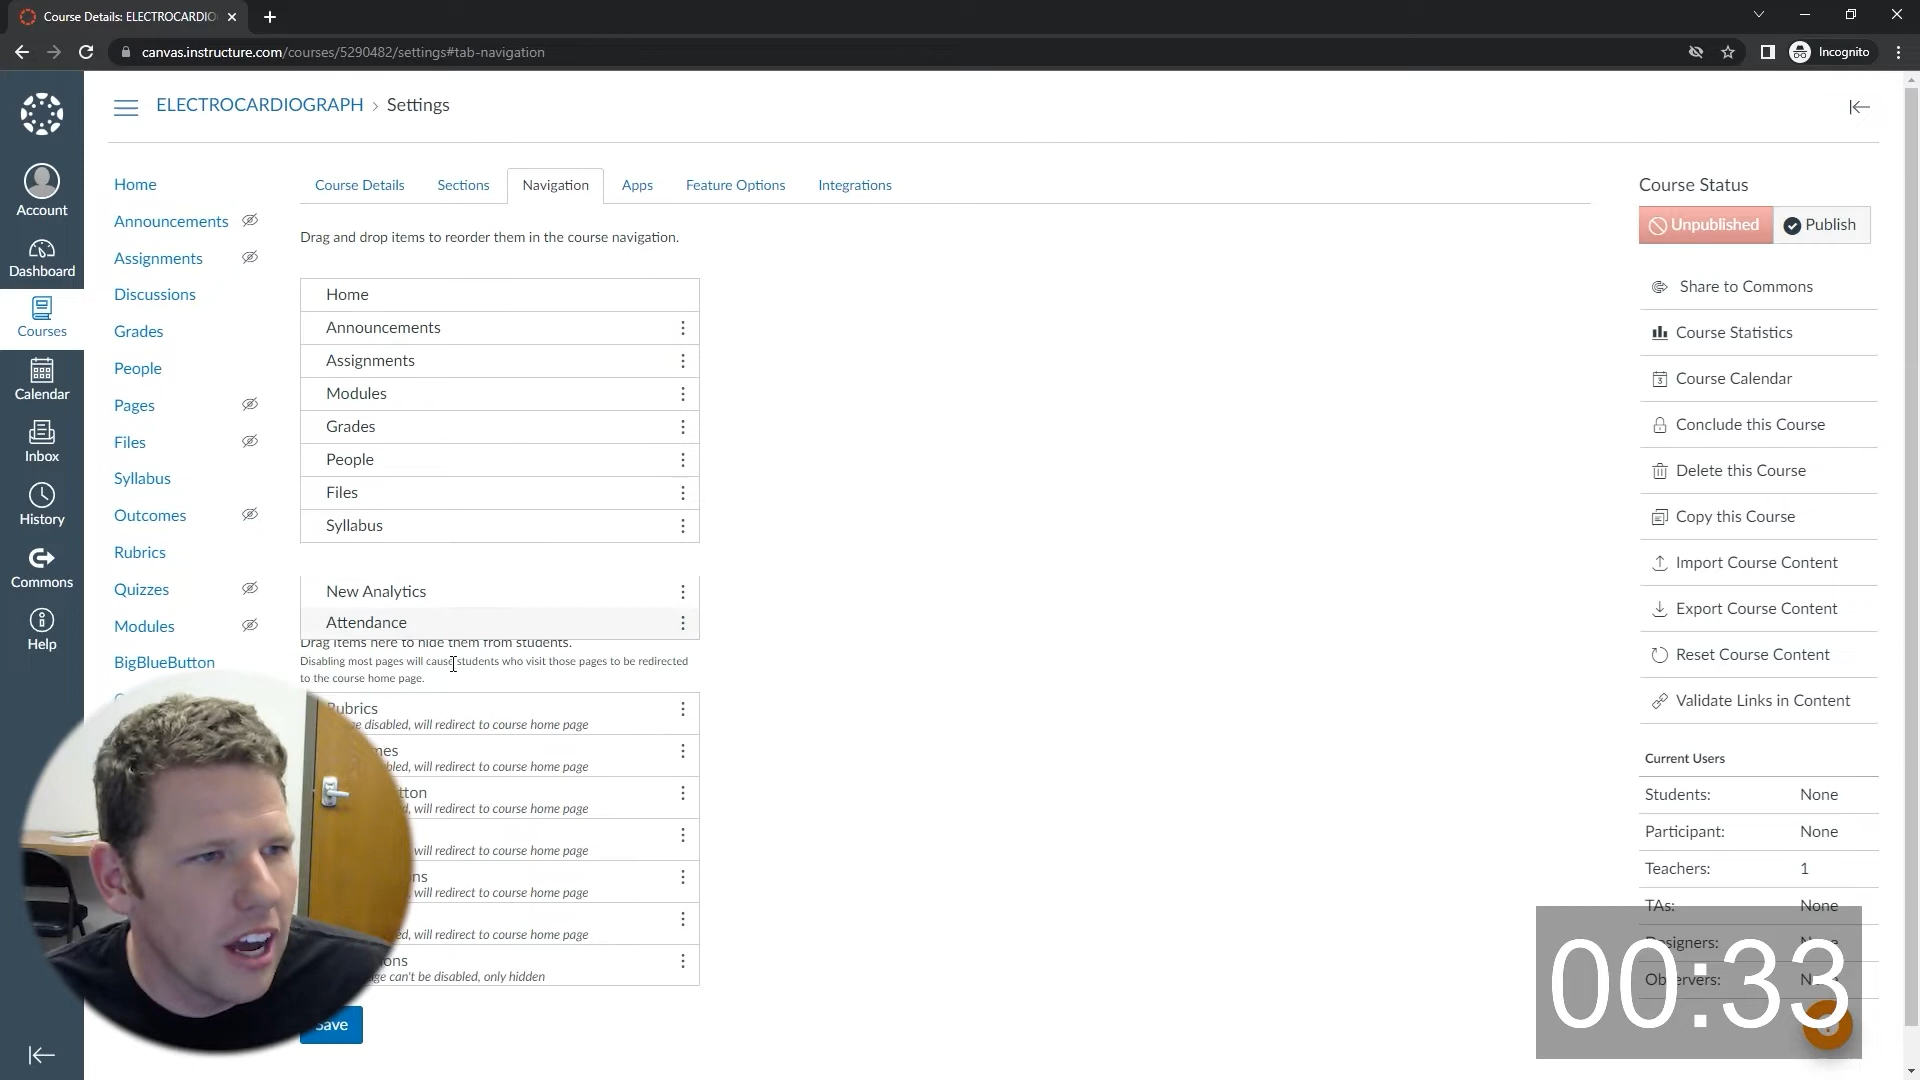 Course Details: ELECTROCARDIO
canvas.instructure.com/courses/5290482/settings#tab-navigation
Incognito
ELECTROCARDIOGRAPH > Settings
Account
Dashboard
Courses
Calendar
Inbox
History
Commons
Help
Home
Announcements
Assignments
Discussions
Grades
People
Pages
Files
Syllabus
Outcomes
Rubrics
Quizzes
Modules
BigBlueButton
Course Details
Sections
Navigation
Apps
Feature Options
Integrations
Drag and drop items to reorder them in the course navigation.
Home
Announcements
Assignments
Modules
Grades
People
Files
Syllabus
New Analytics
Attendance
Drag items here to hide them from students.
Disabling most pages will cause students who visit those pages to be redirected
to the course home page.
Rubrics
disabled, will redirect to course home page
will redirect to course home page
will redirect to course home page
will redirect to course home page
will redirect to course home page
will redirect to course home page
can't be disabled, only hidden
Save
Course Status
Unpublished
Publish
Share to Commons
Course Statistics
3
Course Calendar
Conclude this Course
Delete this Course
Copy this Course
Import Course Content
Export Course Content
Reset Course Content
Validate Links in Content
Current Users
Students: None
Participant: None
Teachers: 1
TAs: None
Designers:
Observers:
00:33